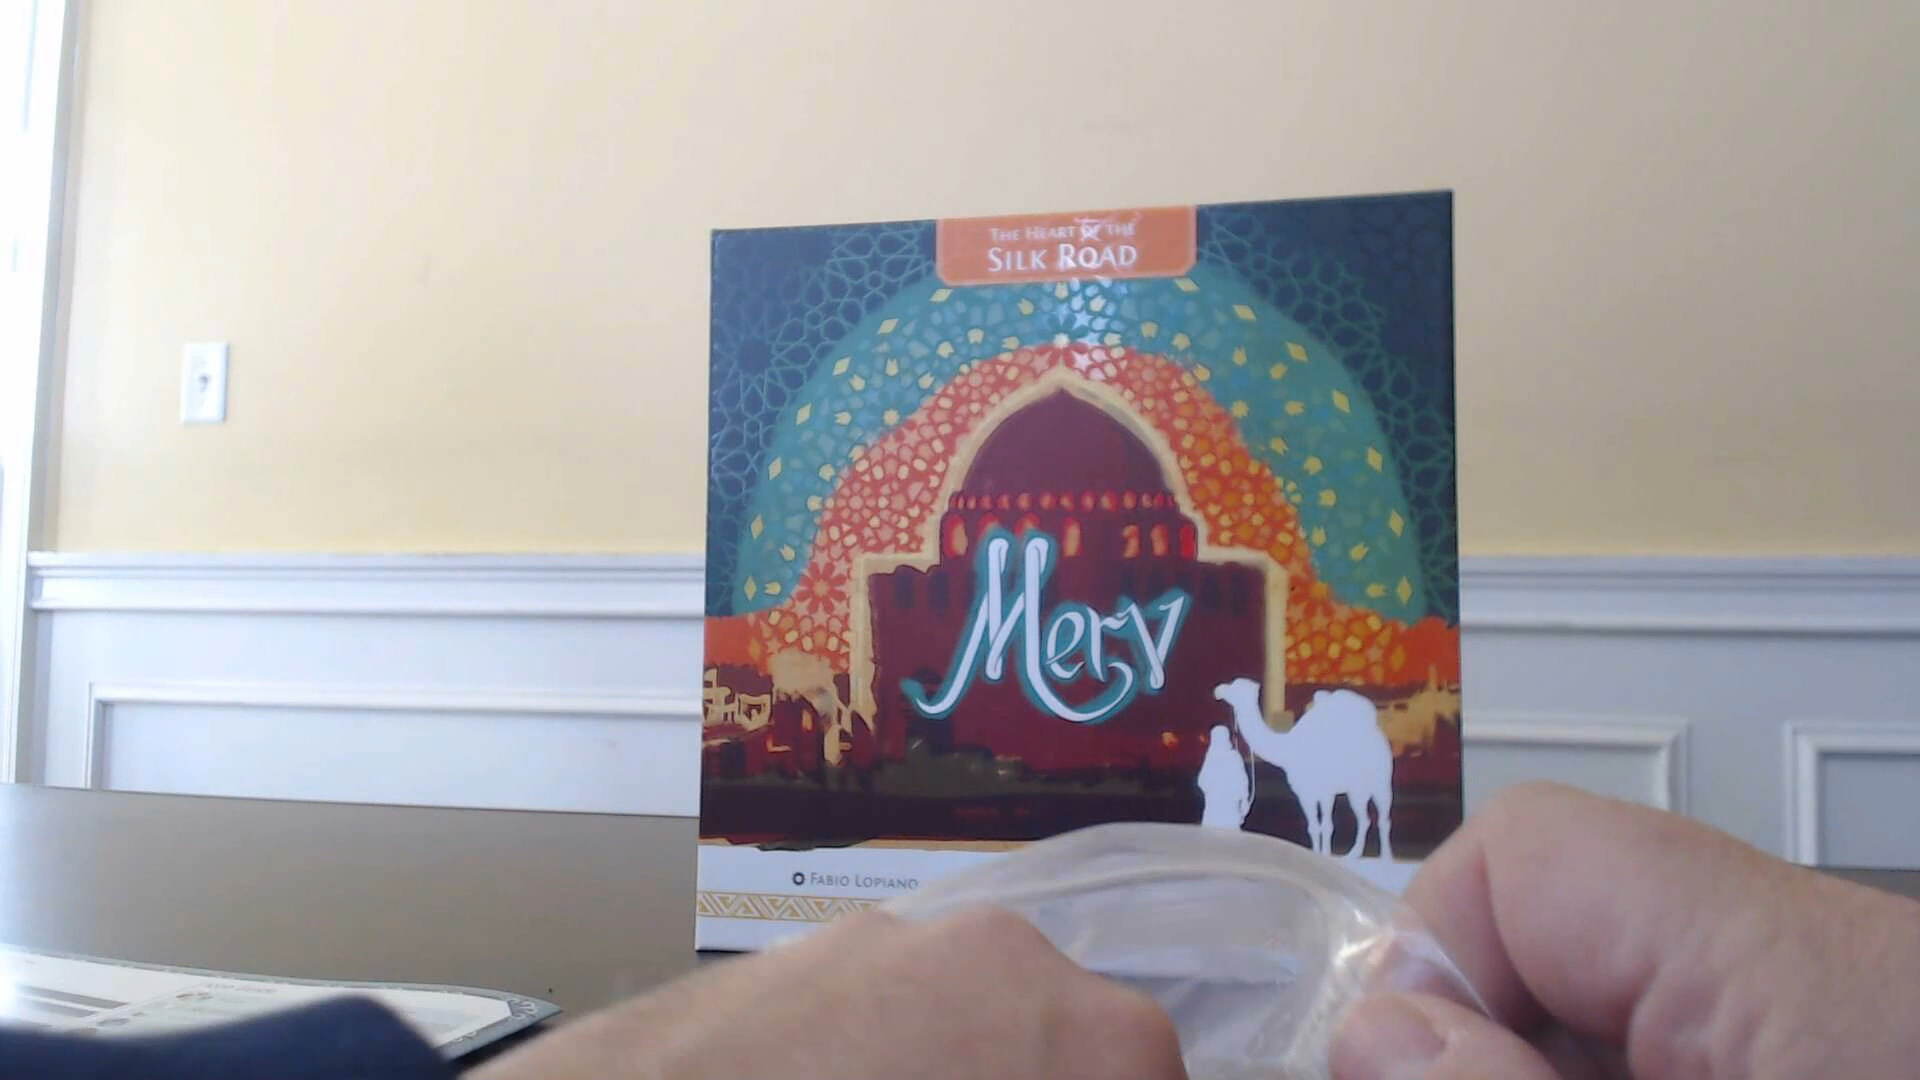 THE HEART OF THE
SILK ROAD
Merv
FABIO LOPIANO